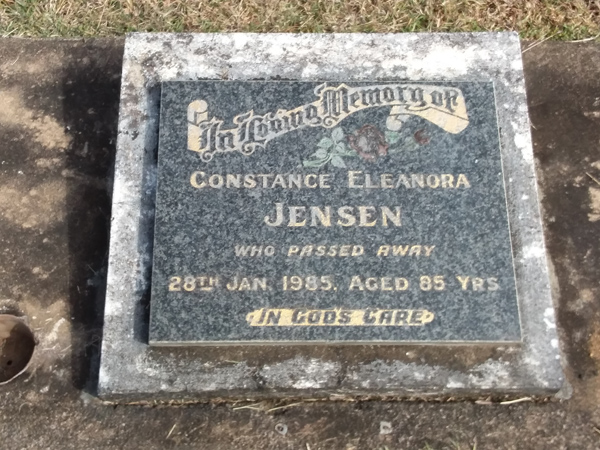 In Loving Memory of
CONSTANCE ELEANORA
JENSEN
WHO PASSED AWAY
28TH JAN. 1985. AGED 85 YRS
IN GOD'S CARE